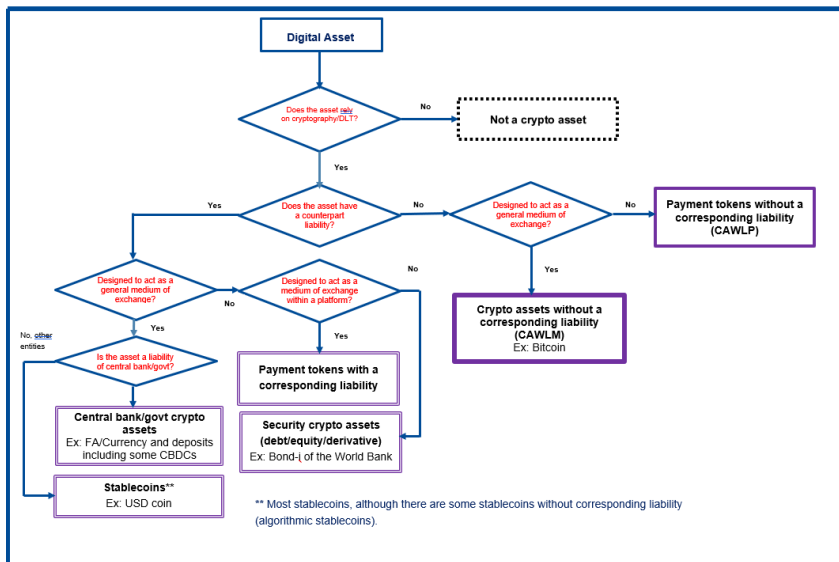 Digital Asset
Does the asset rely
on cryptography/DLT?
No
Not a crypto asset
Yes
Yes
Does the asset have
a counterpart
liability?
No
Designed to act as a
general medium of
exchange?
No
Payment tokens without a
corresponding liability
(CAWLP)
Yes
Crypto assets without a
corresponding liability
(CAWLM)
Ex: Bitcoin
Designed to act as a
general medium of
exchange?
No
Designed to act as a
medium of exchange
within a platform?
No
Yes
Yes
No, other
entities
Is the asset a liability
of central bank/govt?
Payment tokens with a
corresponding liability
Central bank/govt crypto
assets
Ex: FA/Currency and deposits
including some CBDCs
Security crypto assets
(debt/equity/derivative)
Ex: Bond-i of the World Bank
Stablecoins**
Ex: USD coin
** Most stablecoins, although there are some stablecoins without corresponding liability
(algorithmic stablecoins).